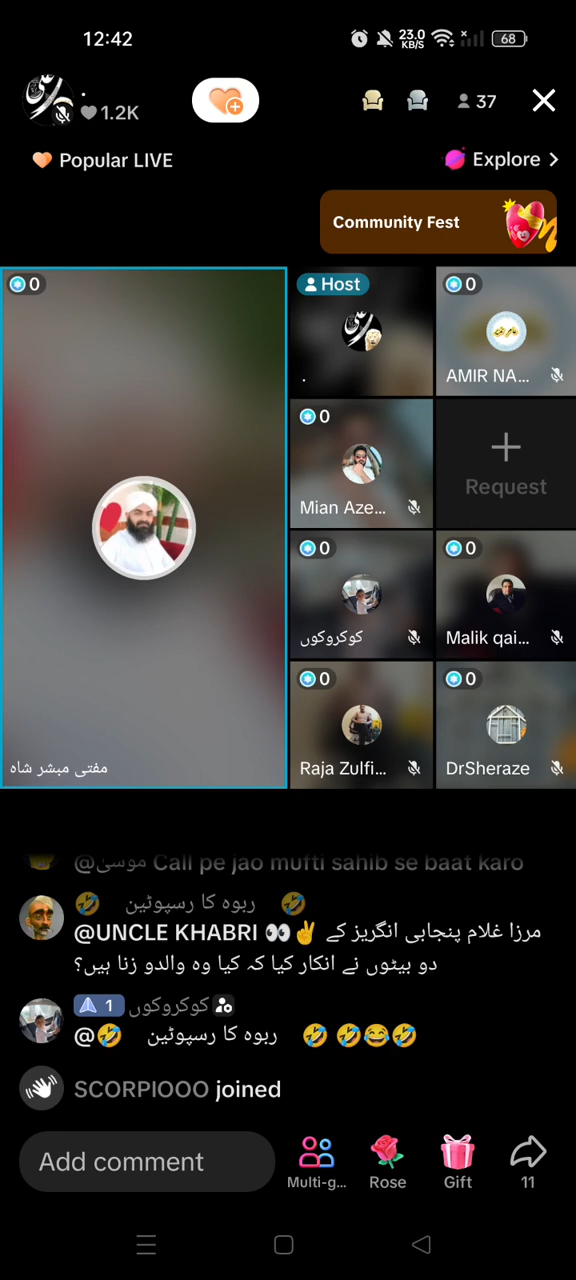 12:42
23.0
KB/S
68
.
1.2K
37
Popular LIVE
Explore
Community Fest
0
Host
0
.
AMIR NA...
0
Mian Aze...
Request
0
0
کوکروکوں
Malik qai...
0
0
مفتی مبشر شاہ
Raja Zulfi...
DrSheraze
@موسیٰ Call pe jao mufti sahib se baat karo
🤣 ربوہ کا رسپوٹین 🤣
@UNCLE KHABRI 👀✌️ مرزا غلام پنجابی انگریز کے
دو بیٹوں نے انکار کیا کہ کیا وہ والدو زنا ہیں؟
1 کوکروکوں
@🤣 ربوہ کا رسپوٹین 🤣 🤣😂🤣
SCORPIOOO joined
Add comment
Multi-g...
Rose
Gift
11